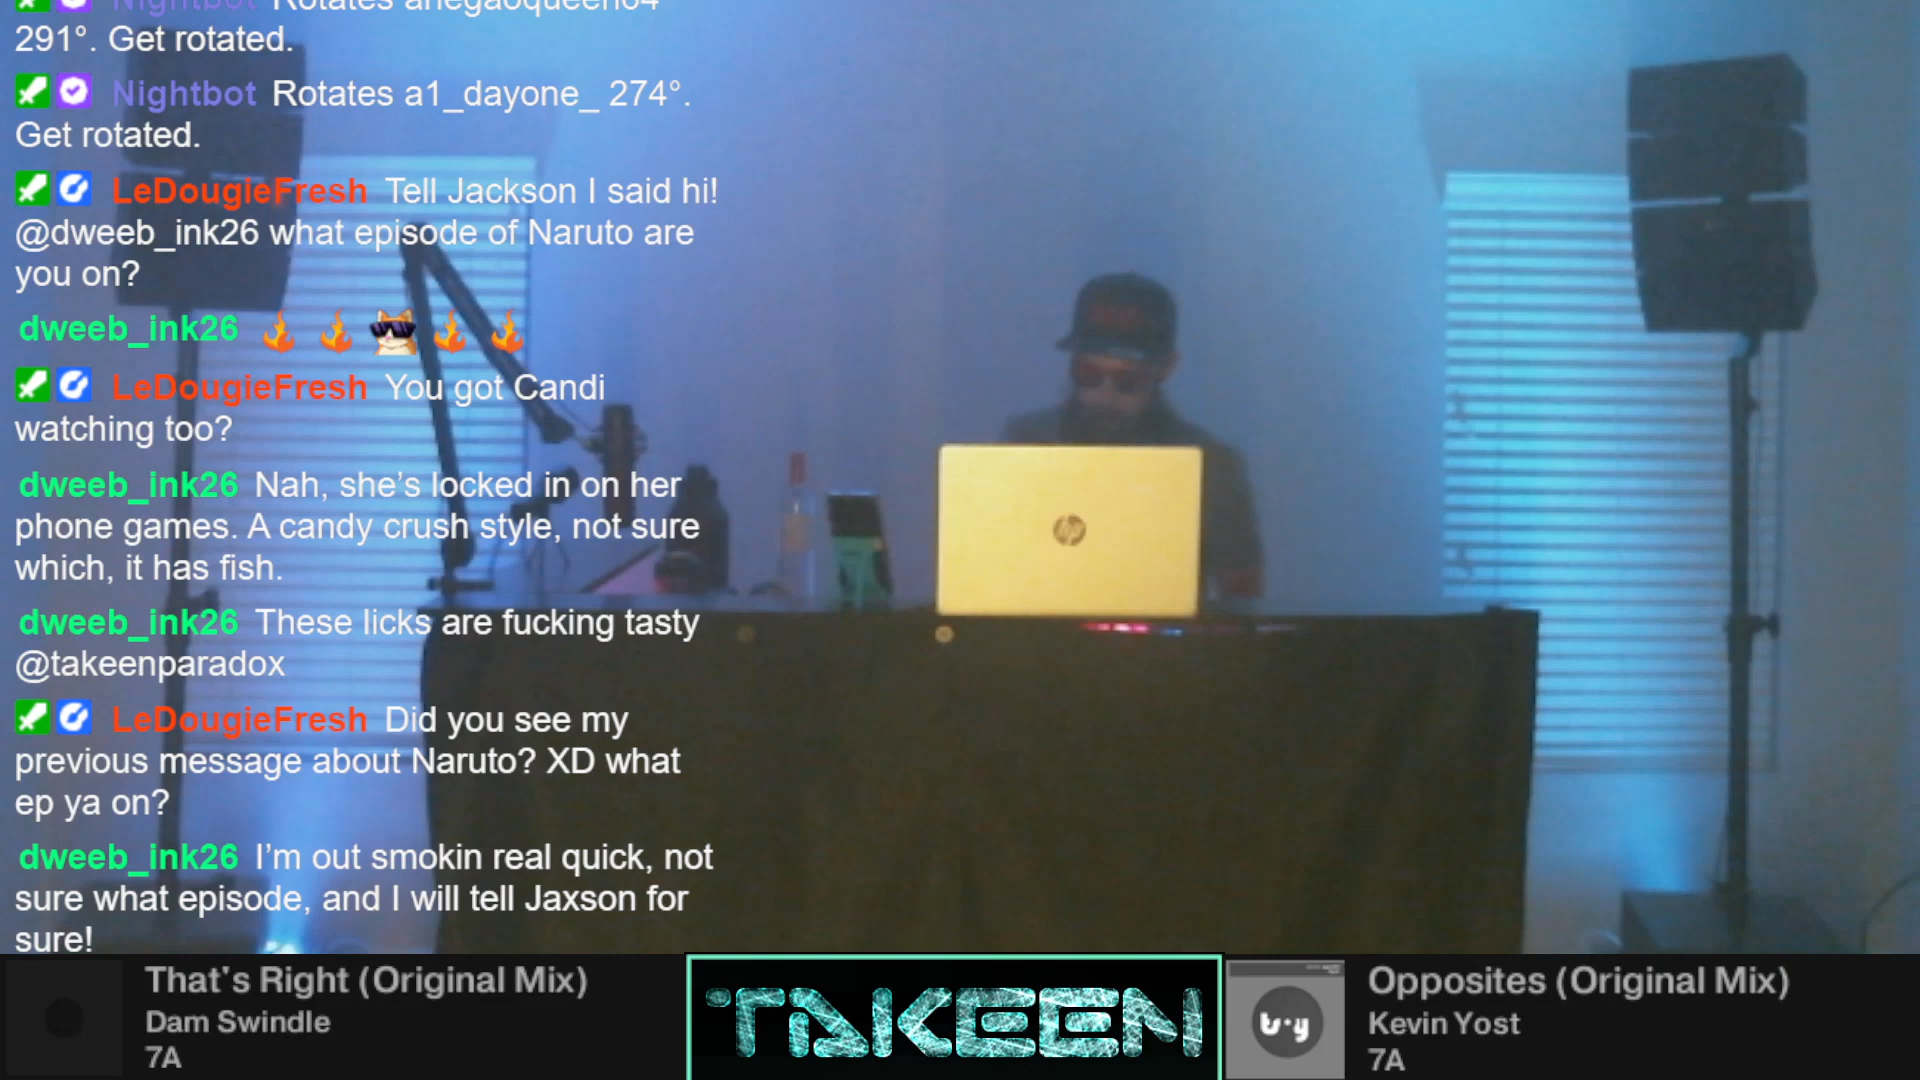 Nightbot Rotates ahegaoqueen64
291°. Get rotated.
Nightbot Rotates a1_dayone_ 274°.
Get rotated.
LeDougieFresh Tell Jackson I said hi!
@dweeb_ink26 what episode of Naruto are
you on?
dweeb_ink26
LeDougieFresh You got Candi
watching too?
dweeb_ink26 Nah, she’s locked in on her
phone games. A candy crush style, not sure
which, it has fish.
dweeb_ink26 These licks are fucking tasty
@takeenparadox
LeDougieFresh Did you see my
previous message about Naruto? XD what
ep ya on?
dweeb_ink26 I’m out smokin real quick, not
sure what episode, and I will tell Jaxson for
sure!
hp
That's Right (Original Mix)
Dam Swindle
7A
TAKEEN
Opposites (Original Mix)
Kevin Yost
7A